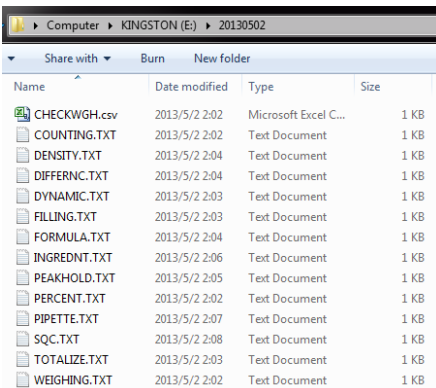 Computer ▸ KINGSTON (E:) ▸ 20130502
Share with Burn New folder
Name Date modified Type Size
CHECKWGH.csv 2013/5/2 2:02 Microsoft Excel C... 1 KB
COUNTING.TXT 2013/5/2 2:02 Text Document 1 KB
DENSITY.TXT 2013/5/2 2:04 Text Document 1 KB
DIFFERNC.TXT 2013/5/2 2:04 Text Document 1 KB
DYNAMIC.TXT 2013/5/2 2:03 Text Document 1 KB
FILLING.TXT 2013/5/2 2:03 Text Document 1 KB
FORMULA.TXT 2013/5/2 2:04 Text Document 1 KB
INGREDNT.TXT 2013/5/2 2:06 Text Document 1 KB
PEAKHOLD.TXT 2013/5/2 2:05 Text Document 1 KB
PERCENT.TXT 2013/5/2 2:02 Text Document 1 KB
PIPETTE.TXT 2013/5/2 2:07 Text Document 1 KB
SQC.TXT 2013/5/2 2:08 Text Document 1 KB
TOTALIZE.TXT 2013/5/2 2:03 Text Document 1 KB
WEIGHING.TXT 2013/5/2 2:02 Text Document 1 KB